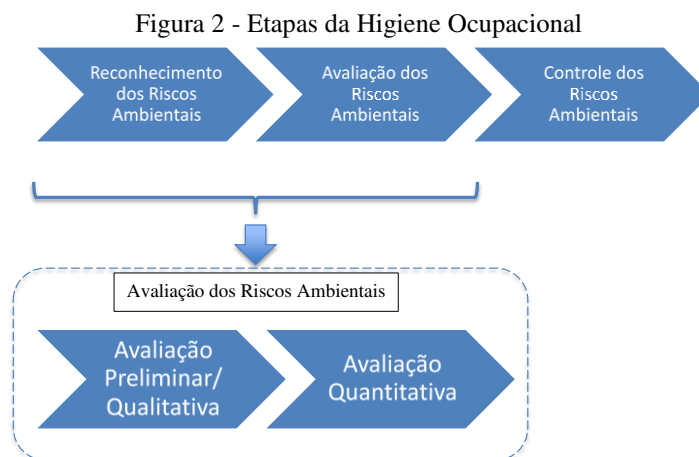 Figura 2 - Etapas da Higiene Ocupacional
Reconhecimento
dos Riscos
Ambientais
Avaliação dos
Riscos
Ambientais
Controle dos
Riscos
Ambientais
Avaliação dos Riscos Ambientais
Avaliação
Preliminar/
Qualitativa
Avaliação
Quantitativa